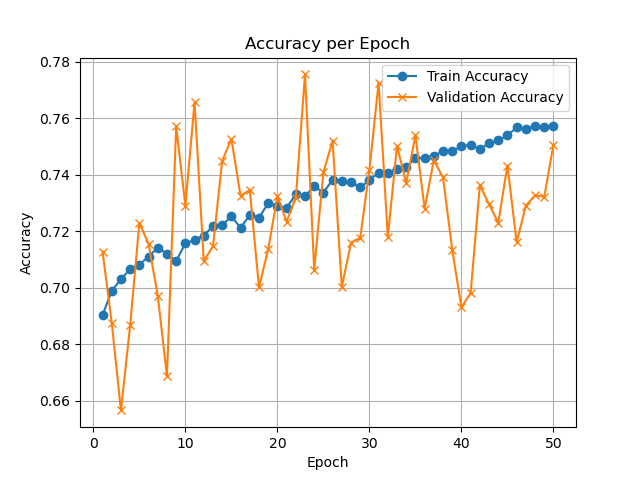 Accuracy per Epoch
Train Accuracy
Validation Accuracy
0.78
0.76
0.74
0.72
0.70
0.68
0.66
Accuracy
0
10
20
30
40
50
Epoch